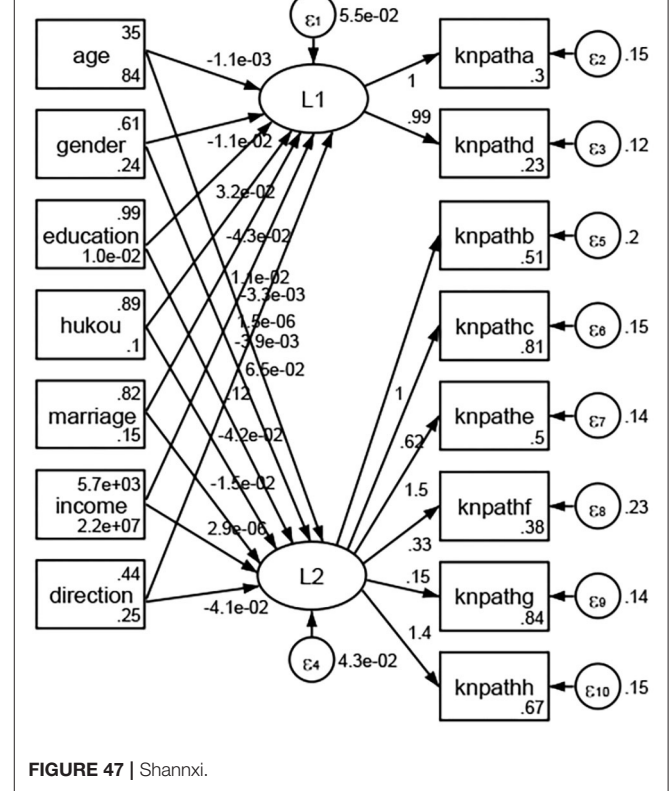 ε1 5.5e-02
35
age
84
-1.1e-03
L1
1
knpatha
.3
ε2 .15
.61
gender
.24
-1.1e-02
.99
knpathd
.23
ε3 .12
.99
education
1.0e-02
3.2e-02
-4.3e-02
knpathb
.51
ε5 .2
.89
hukou
.1
1.1e-02
-3.3e-03
1.5e-06
-3.9e-03
6.5e-02
knpathc
.81
ε6 .15
.82
marriage
.15
.12
-4.2e-02
1
.62
knpathe
.5
ε7 .14
5.7e+03
income
2.2e+07
-1.5e-02
2.9e-06
1.5
.33
knpathf
.38
ε8 .23
.44
direction
.25
-4.1e-02
L2
.15
knpathg
.84
ε9 .14
ε4 4.3e-02
1.4
knpathh
.67
ε10 .15
FIGURE 47 | Shannxi.